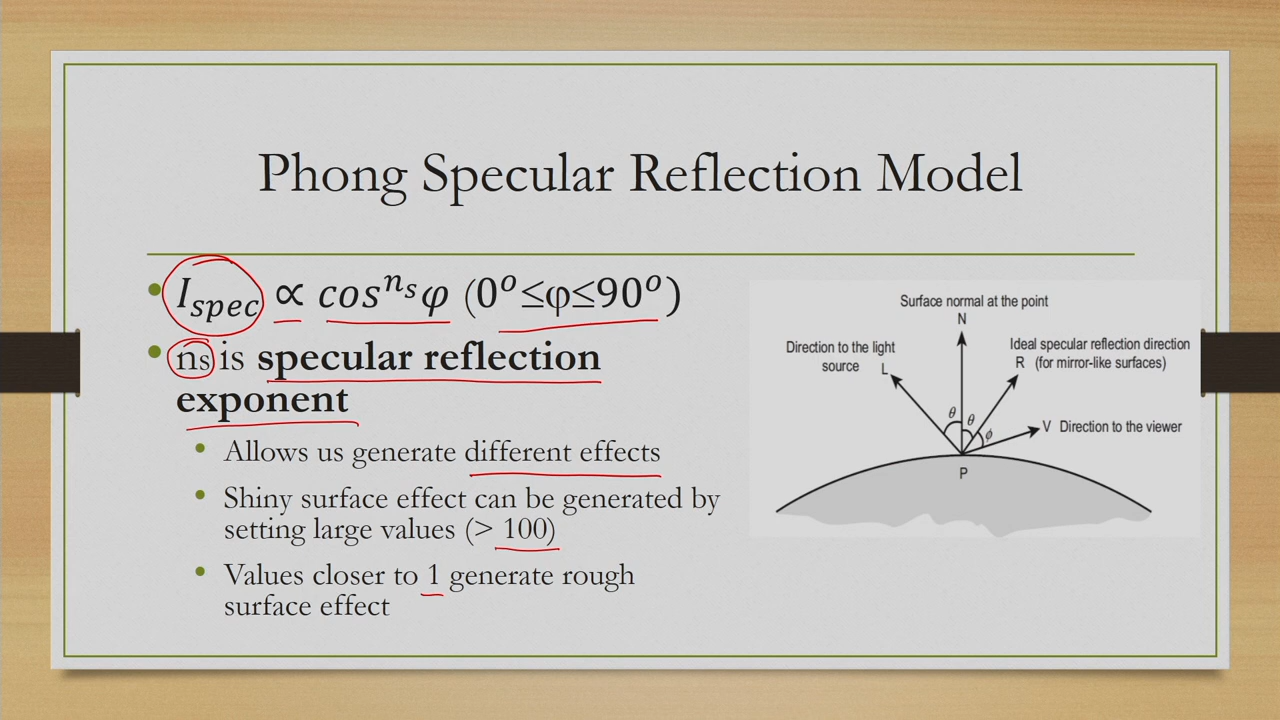 Phong Specular Reflection Model
• I_spec ∝ cos^{n_s}φ (0°≤φ≤90°)
• ns is specular reflection
exponent
• Allows us generate different effects
• Shiny surface effect can be generated by
setting large values (> 100)
• Values closer to 1 generate rough
surface effect
Surface normal at the point
N
Direction to the light
source L
Ideal specular reflection direction
R (for mirror-like surfaces)
θ θ ϕ
V Direction to the viewer
P